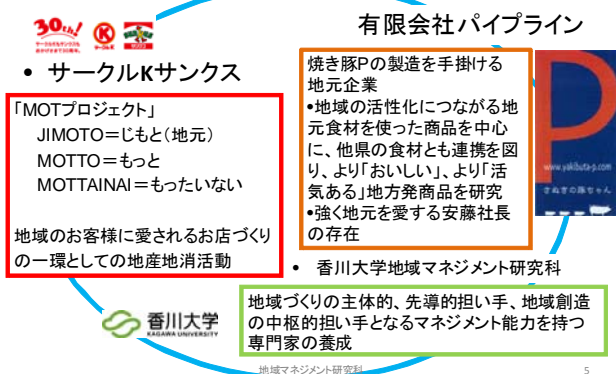 30th!
サークルKもサンクスも
おかげさまで30周年。
K
• サークルKサンクス
「MOTプロジェクト」
JIMOTO＝じもと（地元）
MOTTO＝もっと
MOTTAINAI＝もったいない
地域のお客様に愛されるお店づくり
の一環としての地産地消活動
有限会社パイプライン
焼き豚Pの製造を手掛ける
地元企業
•地域の活性化につながる地
元食材を使った商品を中心
に、他県の食材とも連携を図
り、より「おいしい」、より「活
気ある」地方発商品を研究
•強く地元を愛する安藤社長
の存在
P
www.yakibuta-p.com
さぬきの豚ちゃん
• 香川大学地域マネジメント研究科
香川大学
KAGAWA UNIVERSITY
地域づくりの主体的、先導的担い手、地域創造
の中枢的担い手となるマネジメント能力を持つ
専門家の養成
地域マネジメント研究科
5